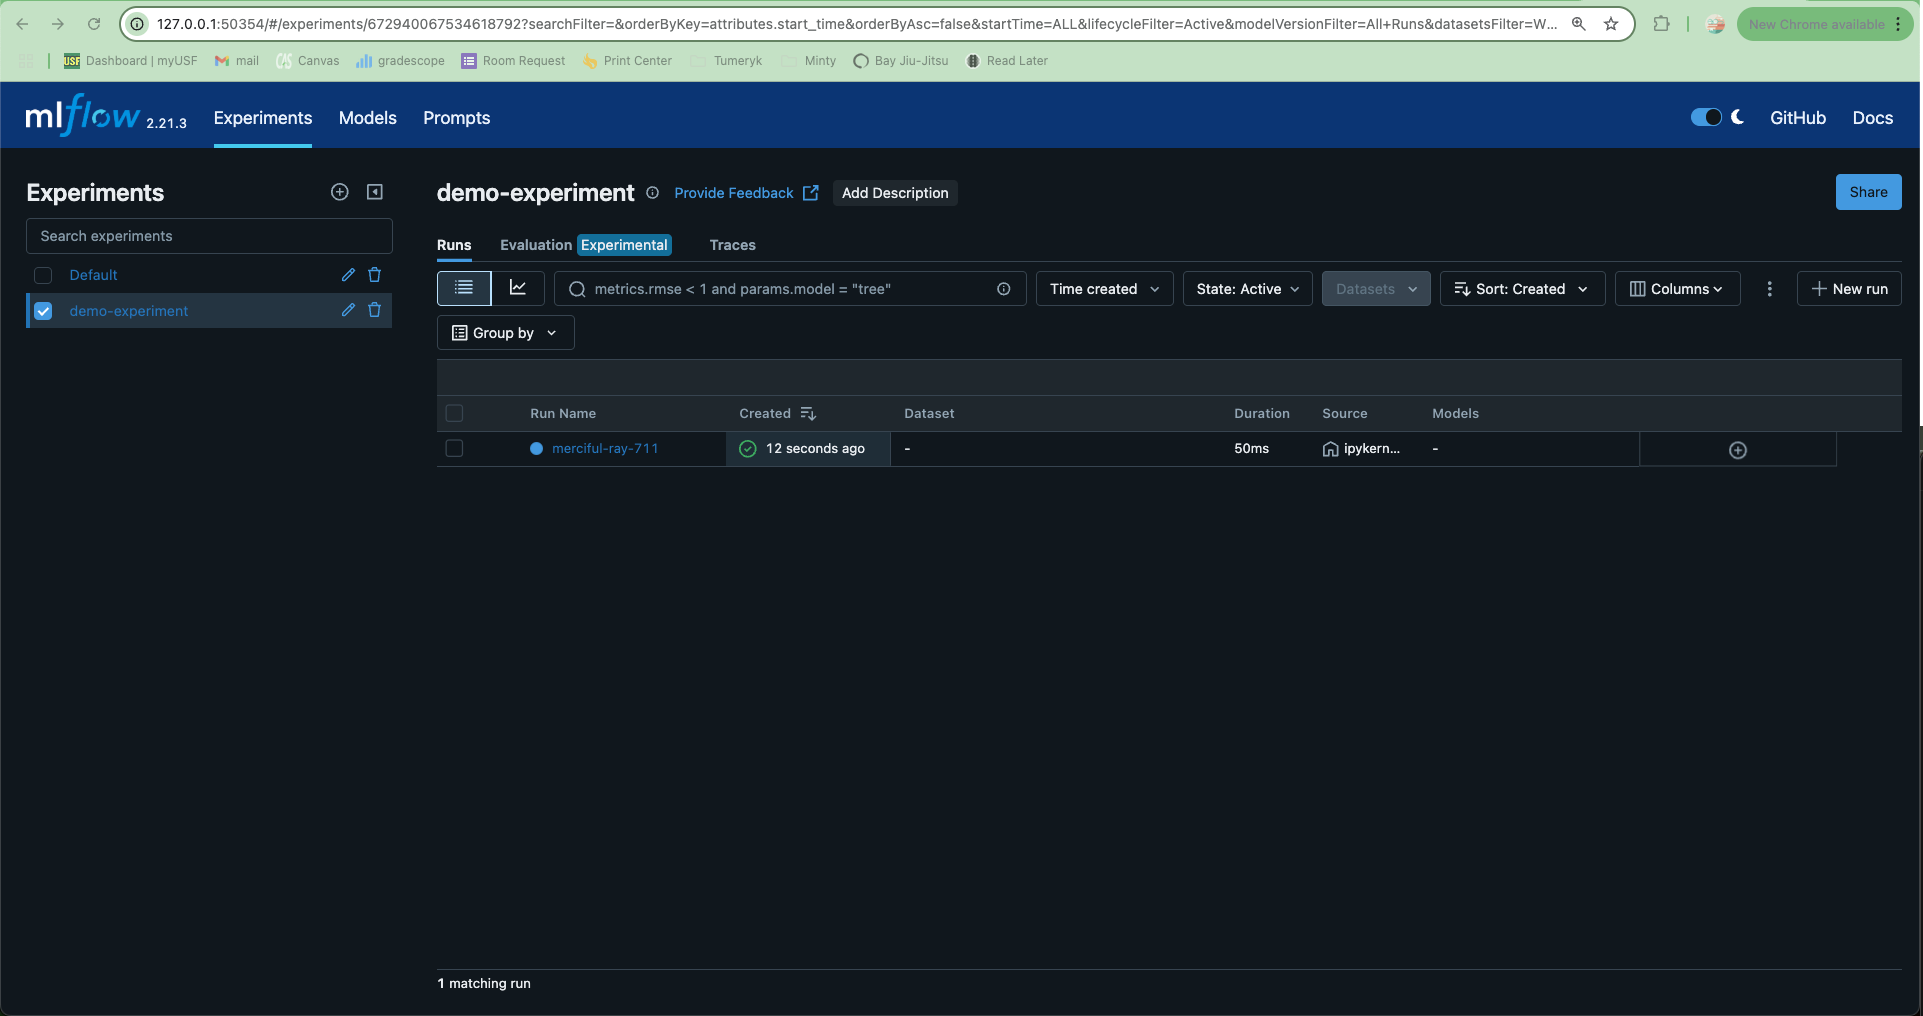 127.0.0.1:50354/#/experiments/672940067534618792?searchFilter=&orderByKey=attributes.start_time&orderByAsc=false&startTime=ALL&lifecycleFilter=Active&modelVersionFilter=All+Runs&datasetsFilter=W...
New Chrome available
USF Dashboard | myUSF mail Canvas gradescope Room Request Print Center Tumeryk Minty Bay Jiu-Jitsu Read Later
mlflow 2.21.3 Experiments Models Prompts GitHub Docs
Experiments
Search experiments
Default
demo-experiment
demo-experiment Provide Feedback Add Description Share
Runs Evaluation Experimental Traces
metrics.rmse < 1 and params.model = "tree" Time created State: Active Datasets Sort: Created Columns New run
Group by
Run Name Created Dataset Duration Source Models
merciful-ray-711 12 seconds ago - 50ms ipykern... -
1 matching run